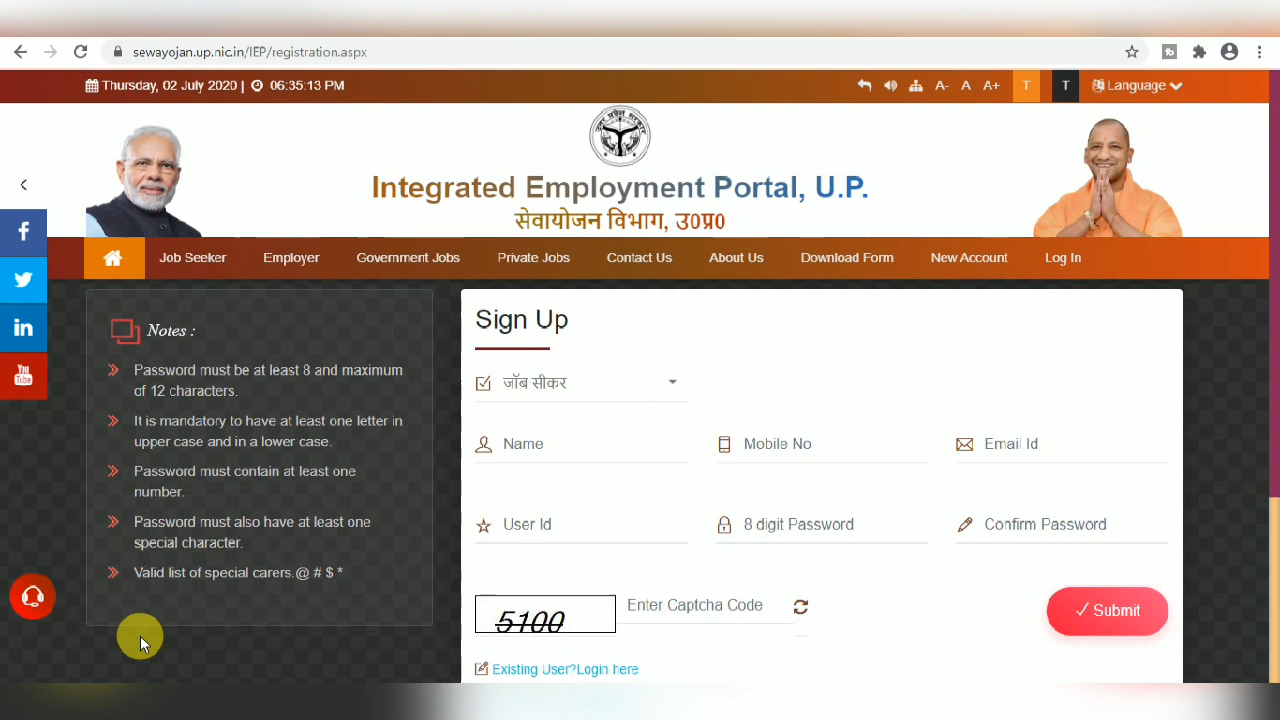 sewayojan.up.nic.in/IEP/registration.aspx
Thursday, 02 July 2020 | 06:35:13 PM
A- A A+ T T Language
Integrated Employment Portal, U.P.
सेवायोजन विभाग, उ0प्र0
Job Seeker Employer Government Jobs Private Jobs Contact Us About Us Download Form New Account Log In
Notes :
Password must be at least 8 and maximum
of 12 characters.
It is mandatory to have at least one letter in
upper case and in a lower case.
Password must contain at least one
number.
Password must also have at least one
special character.
Valid list of special carers.@ # $ *
Sign Up
जॉब सीकर
Name Mobile No Email Id
User Id 8 digit Password Confirm Password
5100 Enter Captcha Code Submit
Existing User?Login here
You
Tube